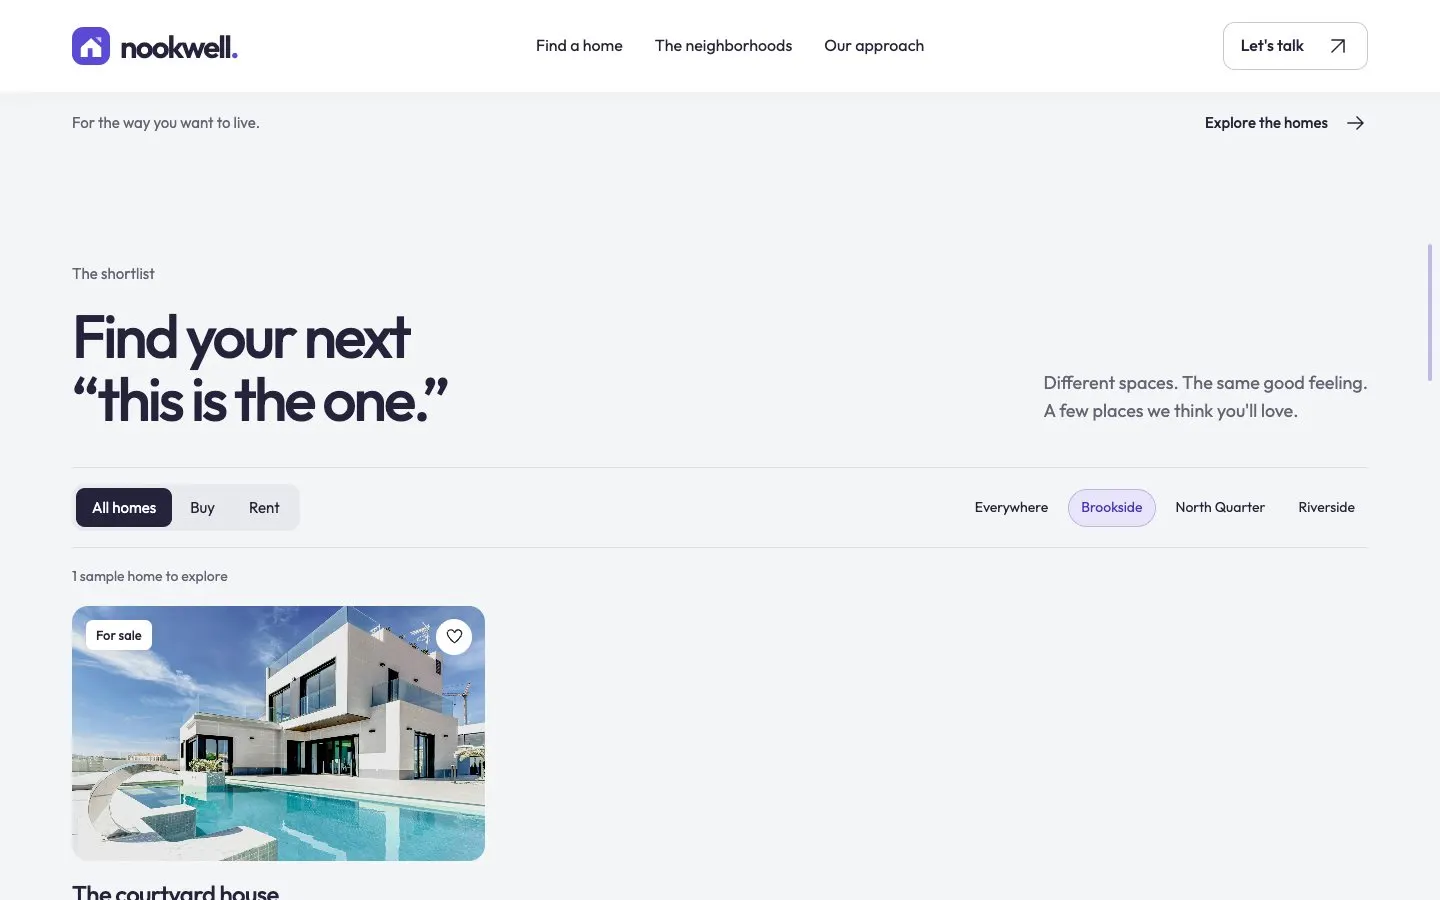 nookwell.
Find a home
The neighborhoods
Our approach
Let's talk
For the way you want to live.
Explore the homes
The shortlist
Find your next
“this is the one.”
Different spaces. The same good feeling.
A few places we think you'll love.
All homes
Buy
Rent
Everywhere
Brookside
North Quarter
Riverside
1 sample home to explore
For sale
The courtyard house